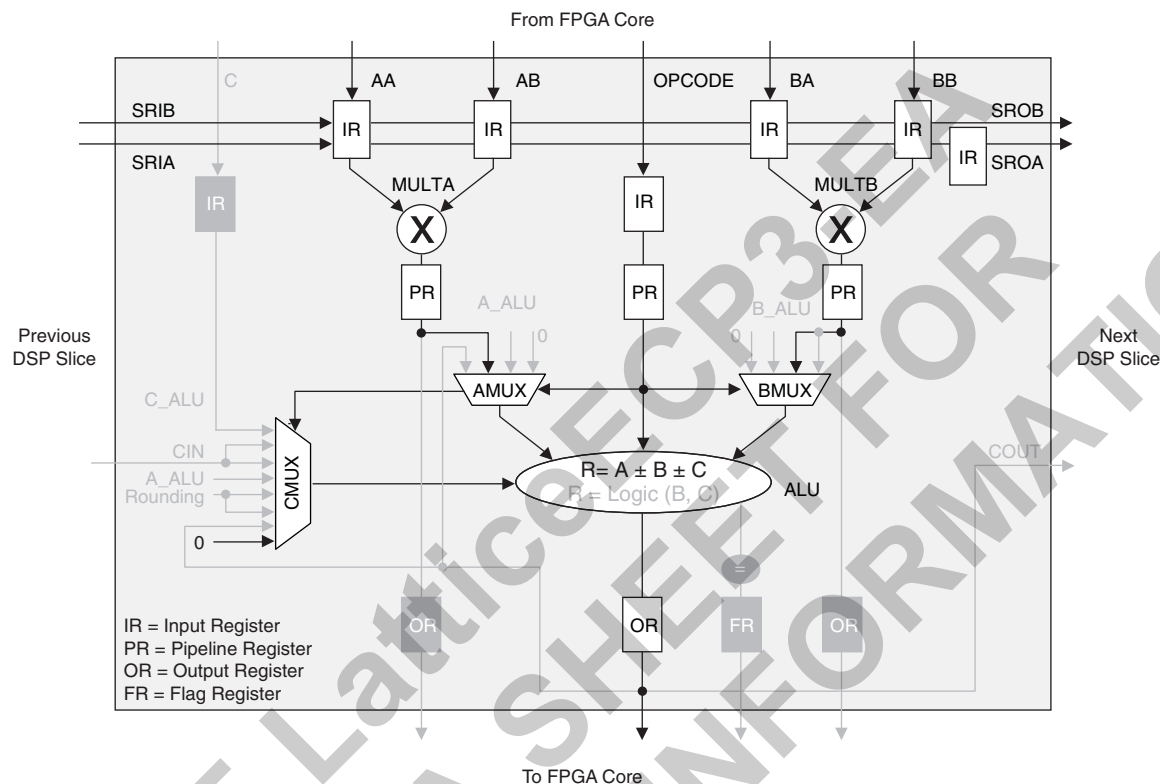 From FPGA Core
C
AA
AB
OPCODE
BA
BB
SRIB
SROB
IR
IR
IR
IR
IR
SRIA
SROA
IR
IR
MULTA
MULTB
X
X
PR
PR
PR
A_ALU
B_ALU
0
0
Previous
DSP Slice
Next
DSP Slice
AMUX
BMUX
C_ALU
CIN
COUT
A_ALU
Rounding
CMUX
R= A ± B ± C
R = Logic (B, C)
ALU
0
=
OR
OR
FR
OR
IR = Input Register
PR = Pipeline Register
OR = Output Register
FR = Flag Register
To FPGA Core
LatticeECP3-EA
SHEET FOR
INFORMATI